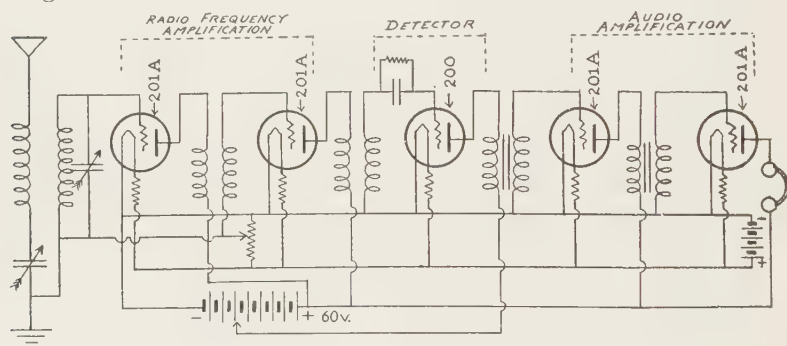 RADIO FREQUENCY
AMPLIFICATION
DETECTOR
AUDIO
AMPLIFICATION
201A
201A
200
201A
201A
-
+ 60v.
-
+